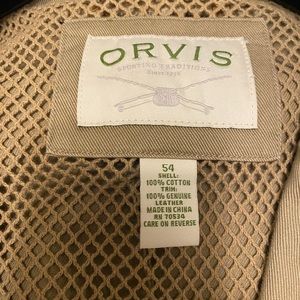 ORVIS
SPORTING TRADITIONS
SINCE 1856
54
SHELL:
100% COTTON
TRIM:
100% GENUINE
LEATHER
MADE IN CHINA
RN 70534
CARE ON REVERSE